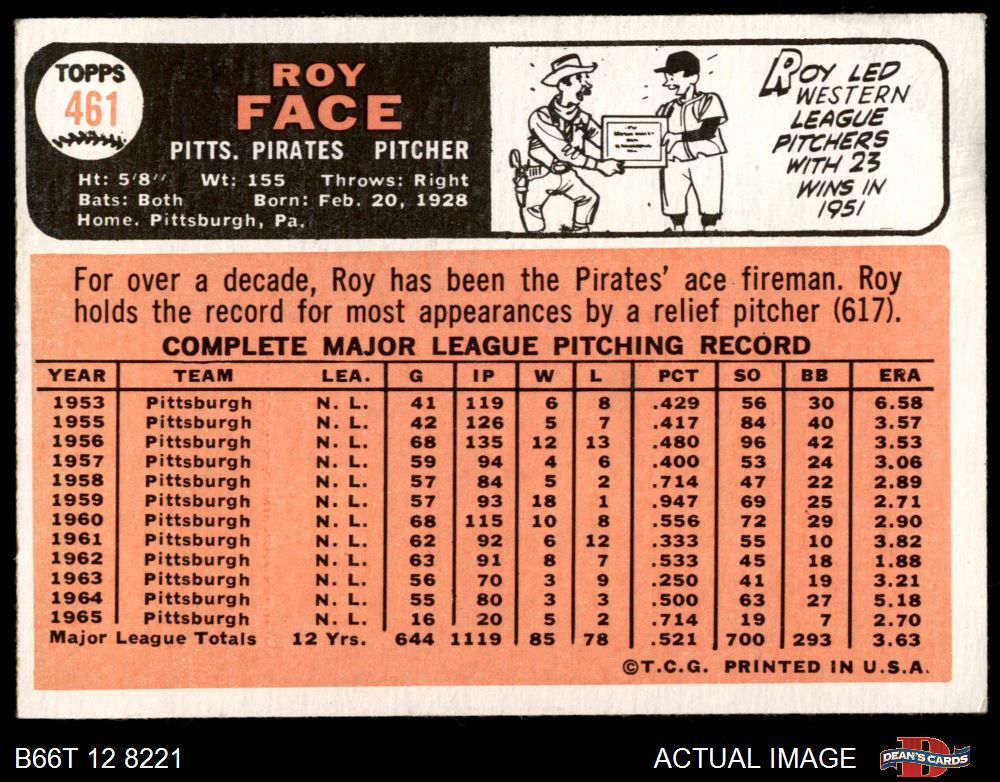 TOPPS
461
ROY
FACE
PITTS. PIRATES PITCHER
Ht: 5'8" Wt: 155 Throws: Right
Bats: Both Born: Feb. 20, 1928
Home. Pittsburgh, Pa.
ROY LED
WESTERN
LEAGUE
PITCHERS
WITH 23
WINS IN
1951
For over a decade, Roy has been the Pirates' ace fireman. Roy
holds the record for most appearances by a relief pitcher (617).
COMPLETE MAJOR LEAGUE PITCHING RECORD
YEAR TEAM LEA. G IP W L PCT SO BB ERA
1953 Pittsburgh N. L. 41 119 6 8 .429 56 30 6.58
1955 Pittsburgh N. L. 42 126 5 7 .417 84 40 3.57
1956 Pittsburgh N. L. 68 135 12 13 .480 96 42 3.53
1957 Pittsburgh N. L. 59 94 4 6 .400 53 24 3.06
1958 Pittsburgh N. L. 57 84 5 2 .714 47 22 2.89
1959 Pittsburgh N. L. 57 93 18 1 .947 69 25 2.71
1960 Pittsburgh N. L. 68 115 10 8 .556 72 29 2.90
1961 Pittsburgh N. L. 62 92 6 12 .333 55 10 3.82
1962 Pittsburgh N. L. 63 91 8 7 .533 45 18 1.88
1963 Pittsburgh N. L. 56 70 3 9 .250 41 19 3.21
1964 Pittsburgh N. L. 55 80 3 3 .500 63 27 5.18
1965 Pittsburgh N. L. 16 20 5 2 .714 19 7 2.70
Major League Totals 12 Yrs. 644 1119 85 78 .521 700 293 3.63
©T.C.G. PRINTED IN U.S.A.
B66T 12 8221
ACTUAL IMAGE
DEAN'S CARDS